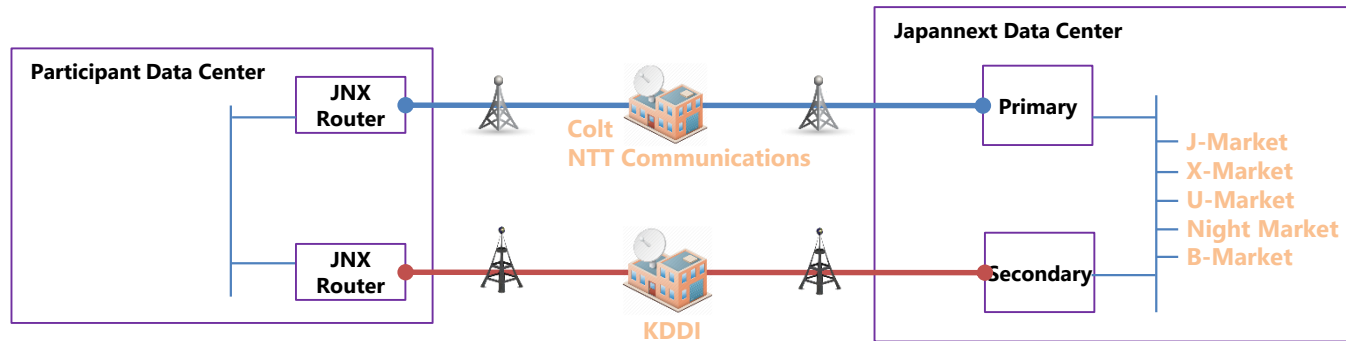 Participant Data Center
JNX
Router
JNX
Router
Colt
NTT Communications
KDDI
Japannext Data Center
Primary
Secondary
J-Market
X-Market
U-Market
Night Market
B-Market